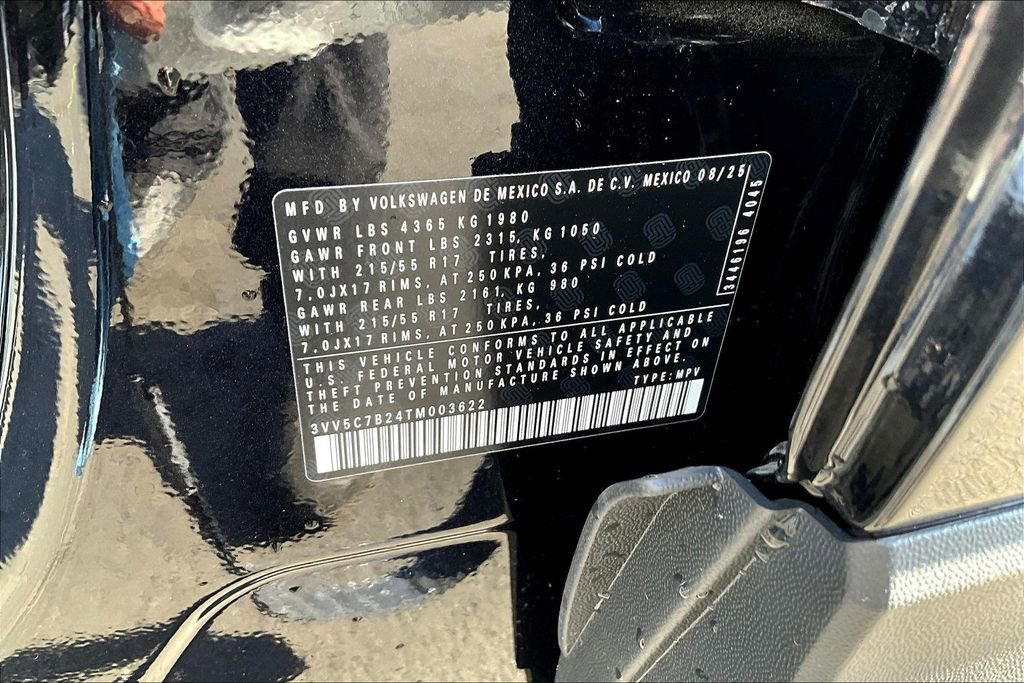 MFD BY VOLKSWAGEN DE MEXICO S.A. DE C.V. MEXICO 08/25
GVWR LBS 4365 KG 1980
GAWR FRONT LBS 2315, KG1050
WITH 215/55 R17 TIRES,
7,0JX17 RIMS, AT 250 KPA, 36 PSI COLD
GAWR REAR LBS 2161, KG 980
WITH 215/55 R17 TIRES,
7,0JX17 RIMS, AT 250 KPA, 36 PSI COLD
THIS VEHICLE CONFORMS TO ALL APPLICABLE
U.S. FEDERAL MOTOR VEHICLE SAFETY AND
THEFT PREVENTION STANDARDS IN EFFECT ON
THE DATE OF MANUFACTURE SHOWN ABOVE.
3VV5C7B24TM003622 TYPE:MPV
3446196 4045